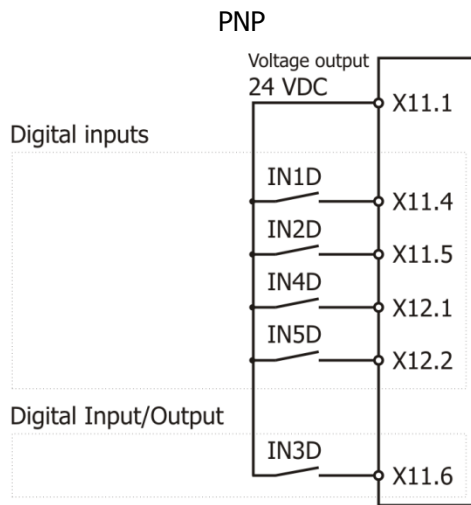 PNP
Voltage output
24 VDC
X11.1
Digital inputs
IN1D
X11.4
IN2D
X11.5
IN4D
X12.1
IN5D
X12.2
Digital Input/Output
IN3D
X11.6